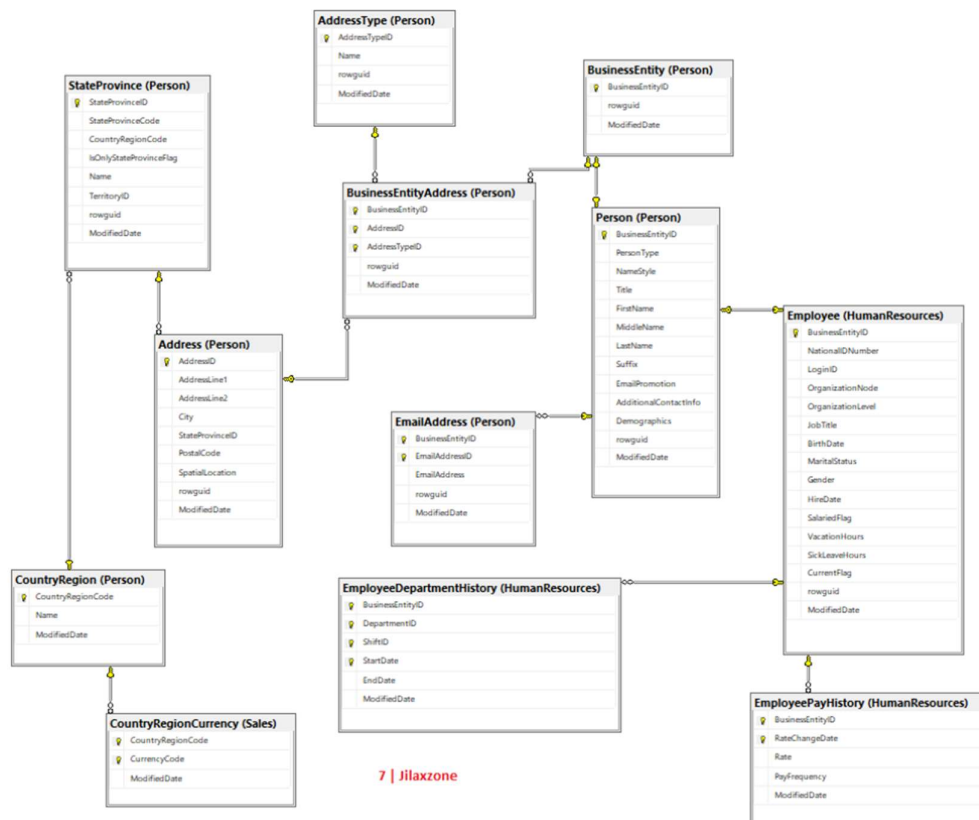 AddressType (Person)
AddressTypeID
Name
rowguid
ModifiedDate
StateProvince (Person)
StateProvinceID
StateProvinceCode
CountryRegionCode
IsOnlyStateProvinceFlag
Name
TerritoryID
rowguid
ModifiedDate
BusinessEntity (Person)
BusinessEntityID
rowguid
ModifiedDate
BusinessEntityAddress (Person)
BusinessEntityID
AddressID
AddressTypeID
rowguid
ModifiedDate
Person (Person)
BusinessEntityID
PersonType
NameStyle
Title
FirstName
MiddleName
LastName
Suffix
EmailPromotion
AdditionalContactInfo
Demographics
rowguid
ModifiedDate
Employee (HumanResources)
BusinessEntityID
NationalIDNumber
LoginID
OrganizationNode
OrganizationLevel
JobTitle
BirthDate
MaritalStatus
Gender
HireDate
SalariedFlag
VacationHours
SickLeaveHours
CurrentFlag
rowguid
ModifiedDate
Address (Person)
AddressID
AddressLine1
AddressLine2
City
StateProvinceID
PostalCode
SpatialLocation
rowguid
ModifiedDate
EmailAddress (Person)
BusinessEntityID
EmailAddressID
EmailAddress
rowguid
ModifiedDate
CountryRegion (Person)
CountryRegionCode
Name
ModifiedDate
EmployeeDepartmentHistory (HumanResources)
BusinessEntityID
DepartmentID
ShiftID
StartDate
EndDate
ModifiedDate
EmployeePayHistory (HumanResources)
BusinessEntityID
RateChangeDate
Rate
PayFrequency
ModifiedDate
CountryRegionCurrency (Sales)
CountryRegionCode
CurrencyCode
ModifiedDate
7 | Jilaxzone